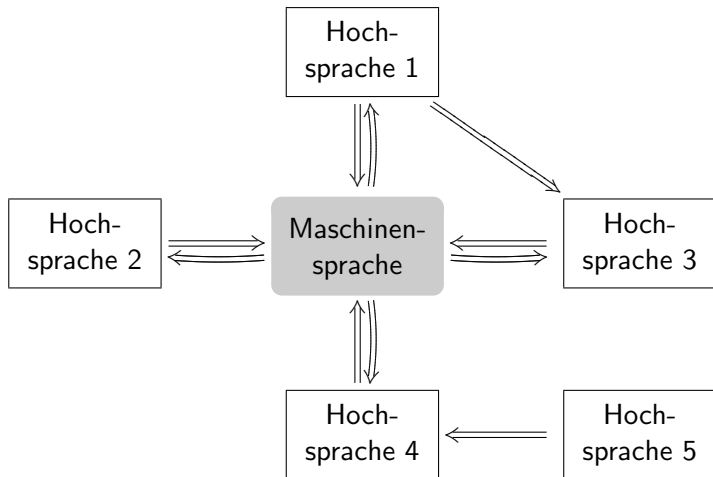 Hoch-
sprache 1
Hoch-
sprache 2
Maschinen-
sprache
Hoch-
sprache 3
Hoch-
sprache 4
Hoch-
sprache 5